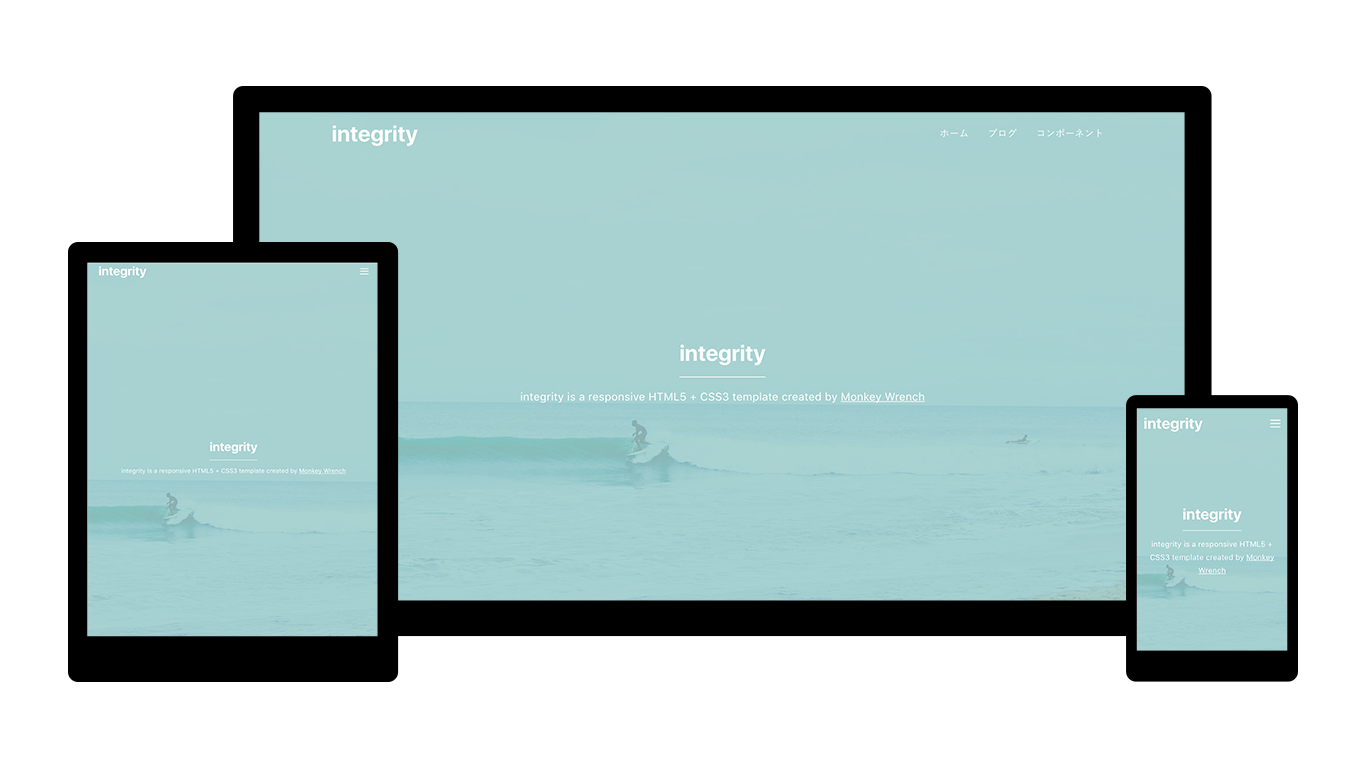 integrity
ホーム ブログ コンポーネント
integrity
integrity is a responsive HTML5 + CSS3 template created by Monkey Wrench
integrity
integrity
integrity is a responsive HTML5 + CSS3 template created by Monkey Wrench
integrity
integrity
integrity is a responsive HTML5 +
CSS3 template created by Monkey
Wrench